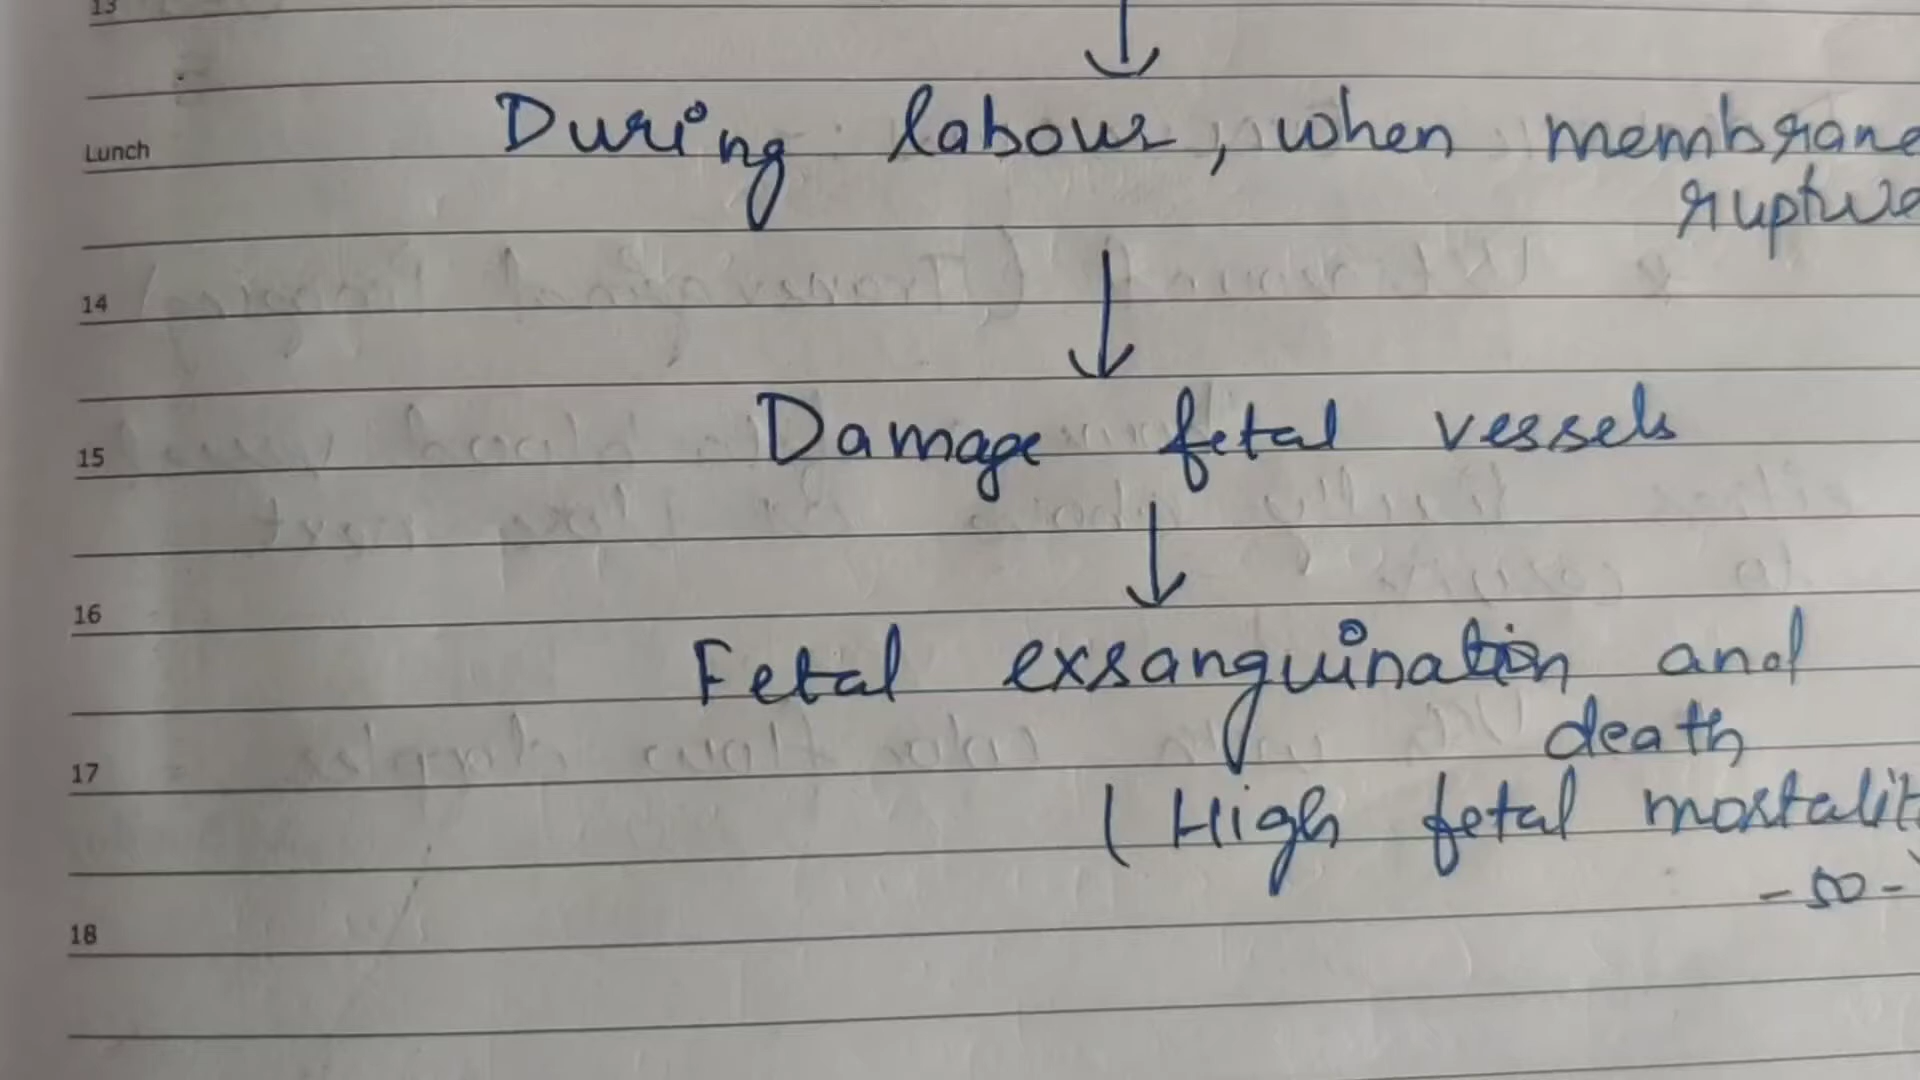 13
↓
During labour, when membrane
Lunch
rupture
↓
14
Damage fetal vessels
15
↓
16
Fetal exsanguination and
death
17
(High fetal mortalit
- 50 -
18